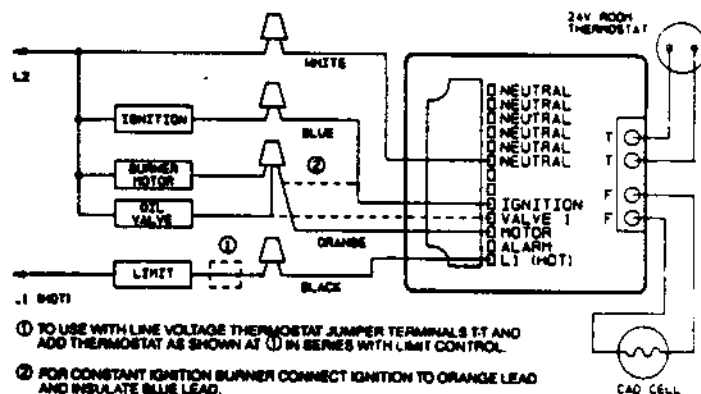 24V ROOM
THERMOSTAT
L2
WHITE
IGNITION
BLUE
BURNER
MOTOR
②
OIL
VALVE
ORANGE
①
LIMIT
BLACK
L1 (HOT)
NEUTRAL
NEUTRAL
NEUTRAL
NEUTRAL
NEUTRAL
NEUTRAL
IGNITION
VALVE 1
MOTOR
ALARM
L1 (HOT)
T
T
F
F
CAD CELL
① TO USE WITH LINE VOLTAGE THERMOSTAT JUMPER TERMINALS T-T AND
ADD THERMOSTAT AS SHOWN AT ① IN SERIES WITH LIMIT CONTROL.
② FOR CONSTANT IGNITION BURNER CONNECT IGNITION TO ORANGE LEAD
AND INSULATE BLUE LEAD.